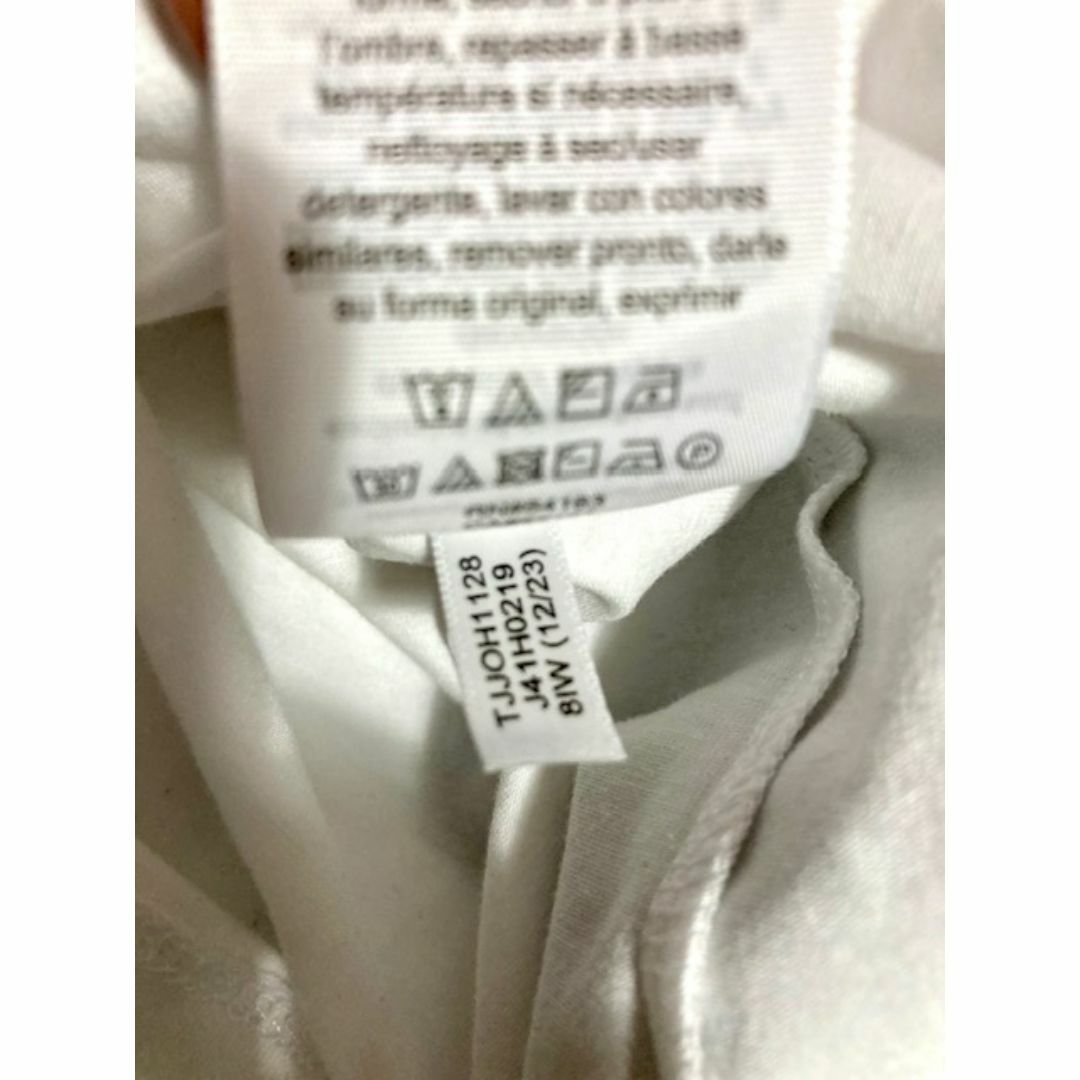 l'ombre, repasser à basse
température si nécessaire,
nettoyage à sec/usar
detergente, lavar con colores
similares, remover pronto, darle
su forma original, exprimir
TJJOH1128
J41H0219
8IW (12/23)